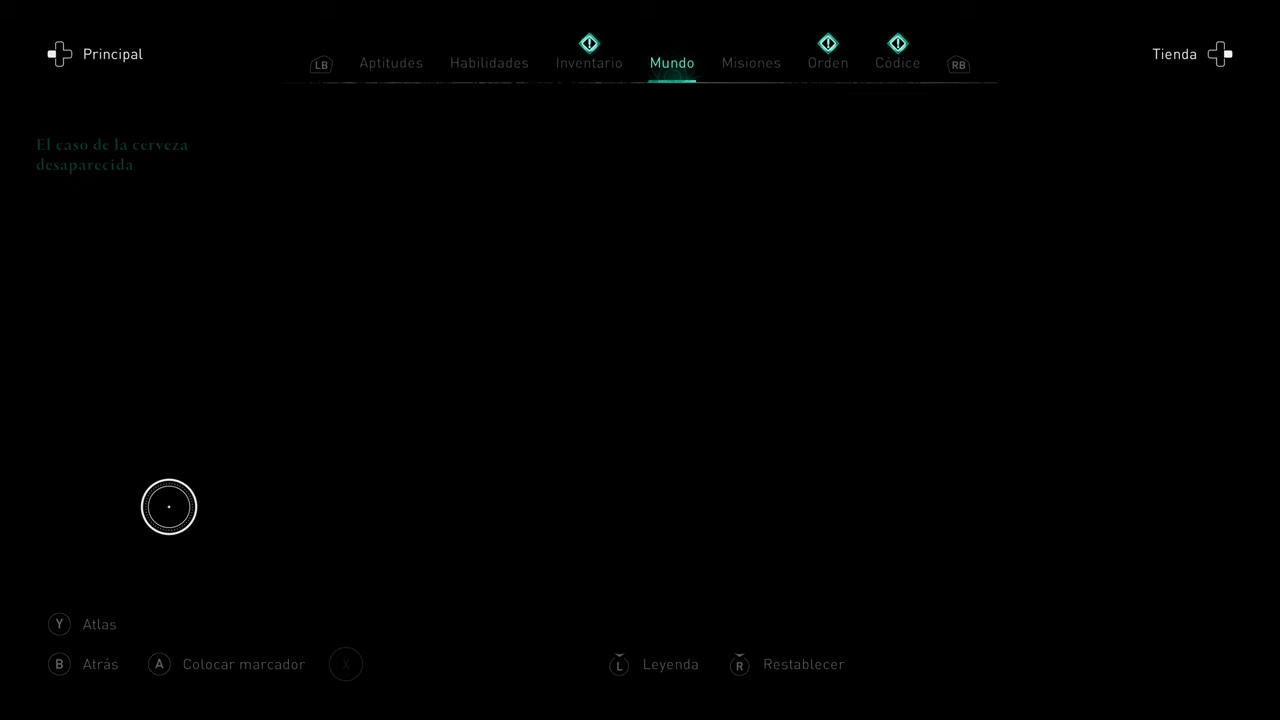 Principal
LB Aptitudes Habilidades Inventario Mundo Misiones Orden Códice RB
Tienda
El caso de la cerveza
desaparecida
Y Atlas
B Atrás A Colocar marcador X
L Leyenda R Restablecer